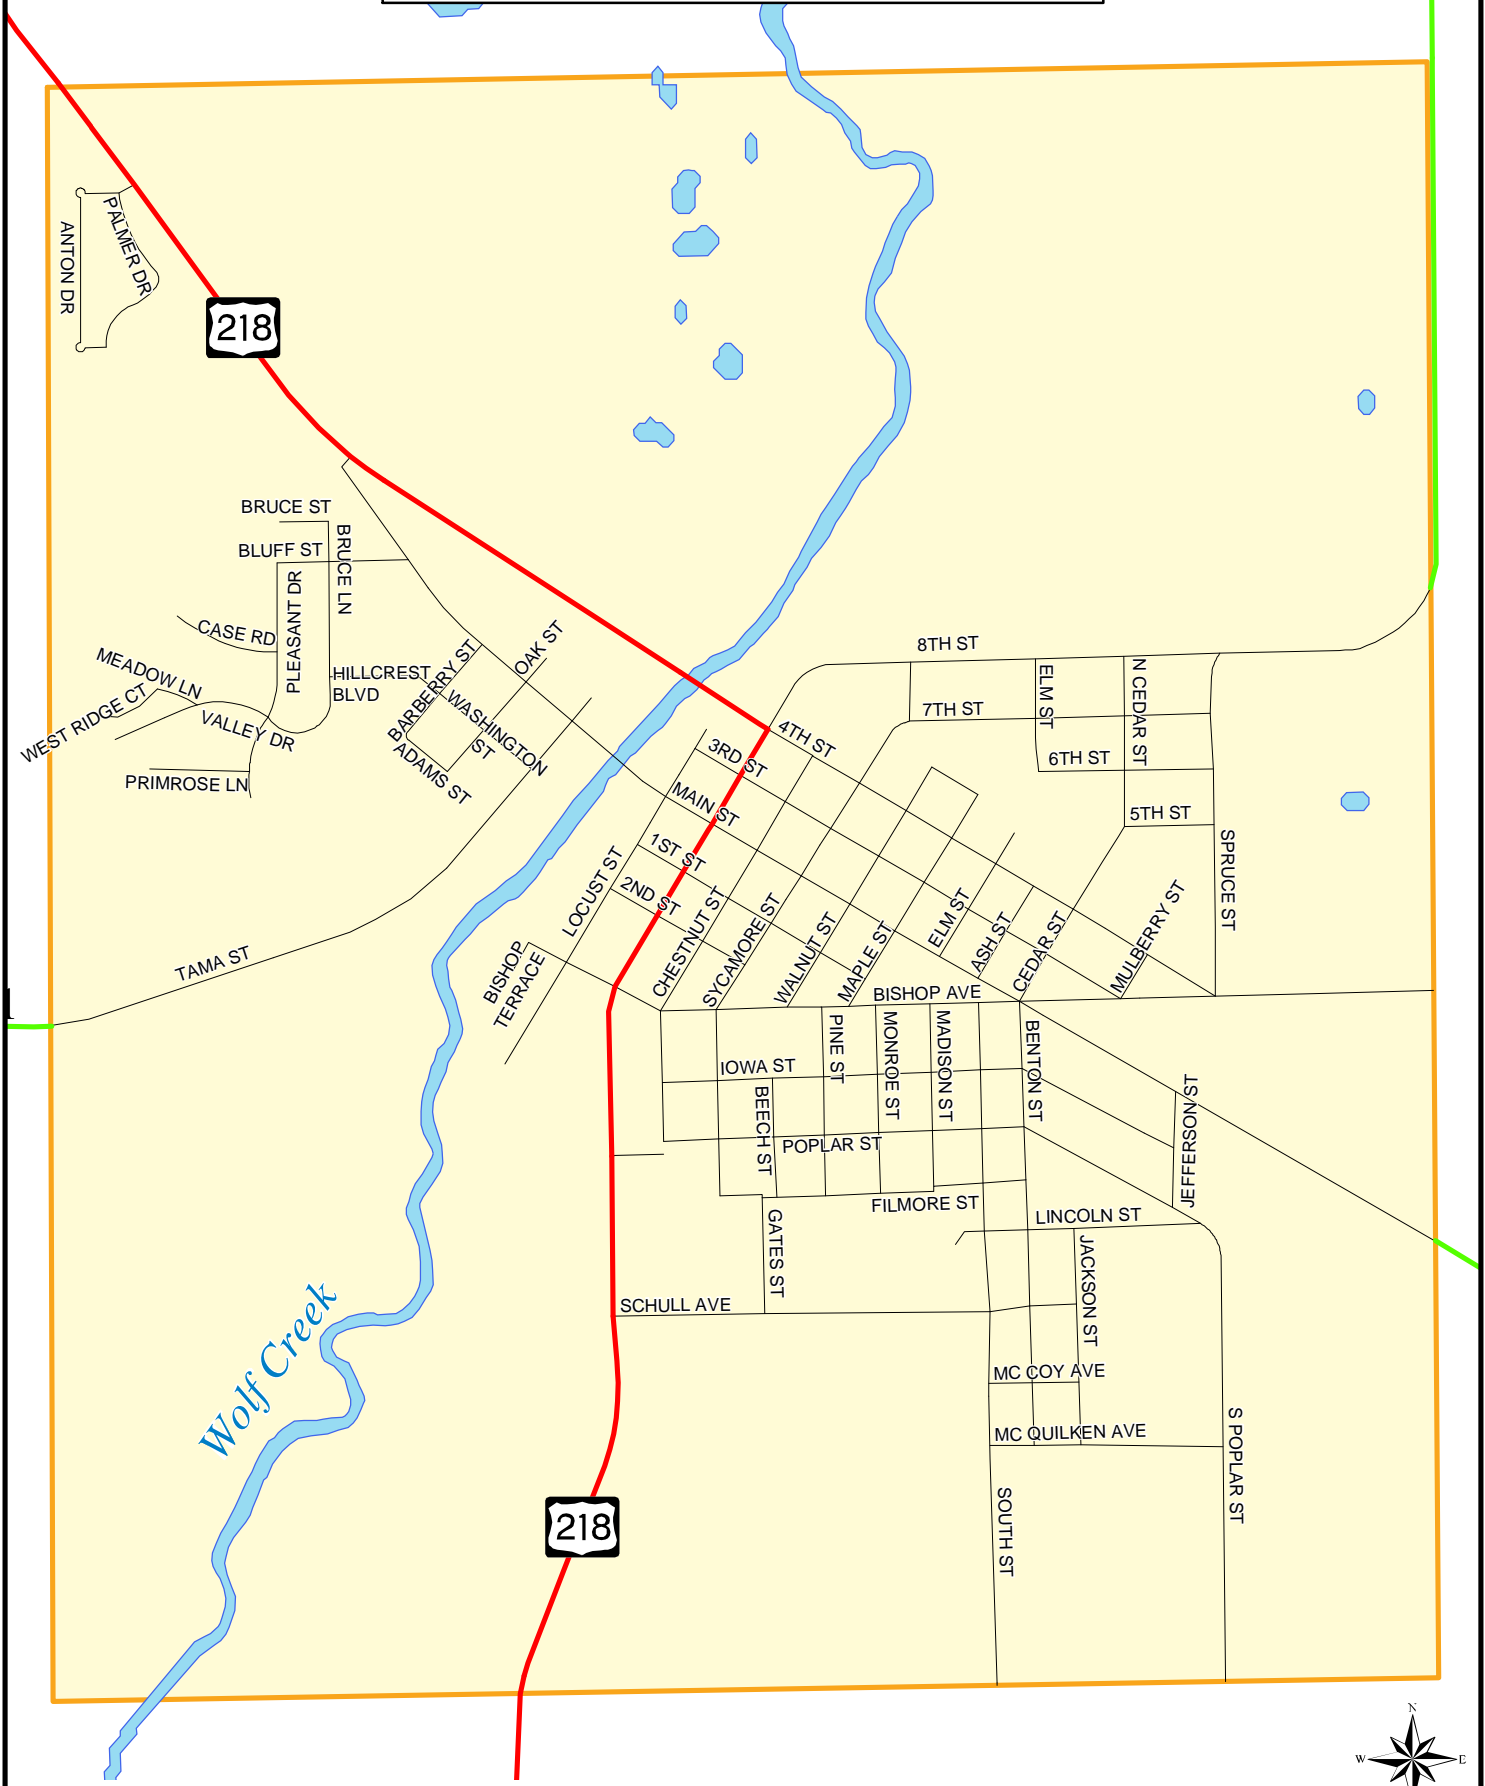 ANTON DR
PALMER DR
218
BRUCE ST
BRUCE LN
BLUFF ST
PLEASANT DR
CASE RD
MEADOW LN
WEST RIDGE CT
VALLEY DR
PRIMROSE LN
HILLCREST
BLVD
BARBERRY ST
OAK ST
WASHINGTON
ST
ADAMS ST
8TH ST
7TH ST
ELM ST
N CEDAR ST
6TH ST
5TH ST
SPRUCE ST
4TH ST
3RD ST
MAIN ST
1ST ST
2ND ST
LOCUST ST
BISHOP
TERRACE
CHESTNUT ST
SYCAMORE ST
WALNUT ST
MAPLE ST
ELM ST
ASH ST
CEDAR ST
MULBERRY ST
TAMA ST
BISHOP AVE
PINE ST
MONROE ST
MADISON ST
BENTON ST
IOWA ST
BEECH ST
POPLAR ST
JEFFERSON ST
FILMORE ST
LINCOLN ST
GATES ST
JACKSON ST
SCHULL AVE
MC COY AVE
MC QUILKEN AVE
S POPLAR ST
SOUTH ST
Wolf Creek
218
N
W
E